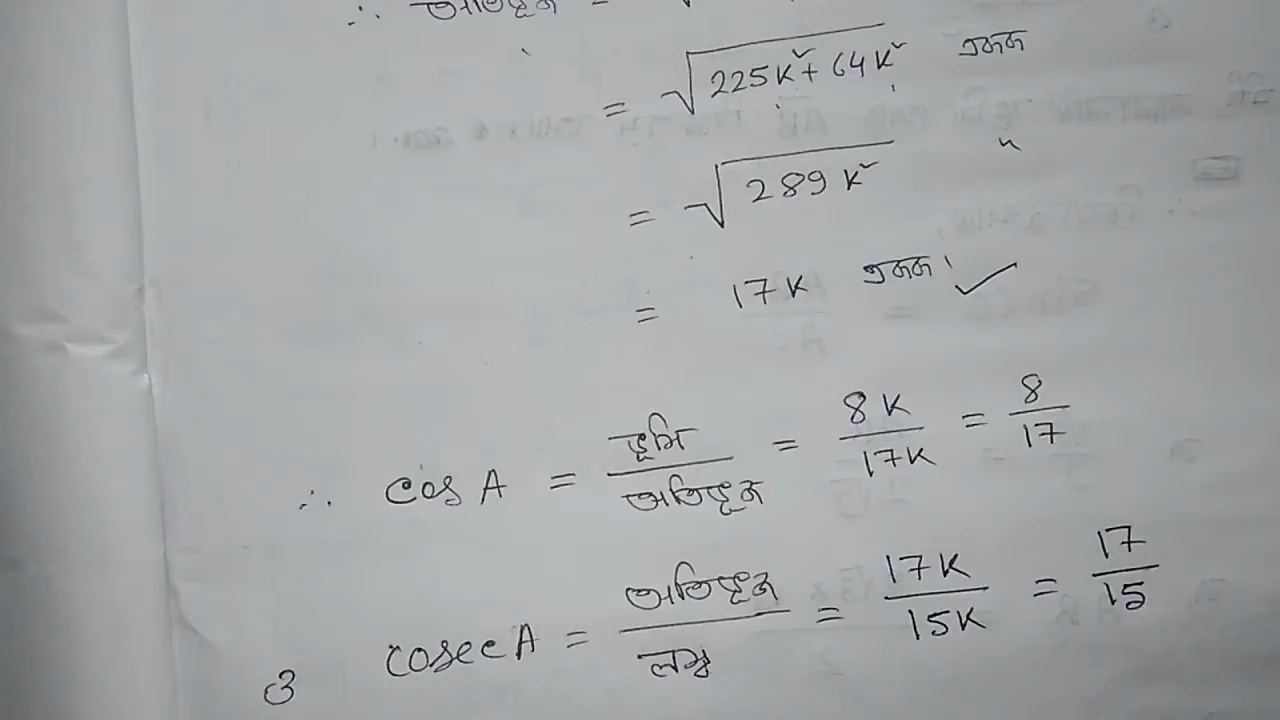 ∴ অতিভূজ =
= √225K² + 64K² একক
= √289K² "
= 17K একক। ✓
∴ cos A = ভূমি/অতিভূজ = 8K/17K = 8/17
ও cosec A = অতিভূজ/লম্ব = 17K/15K = 17/15